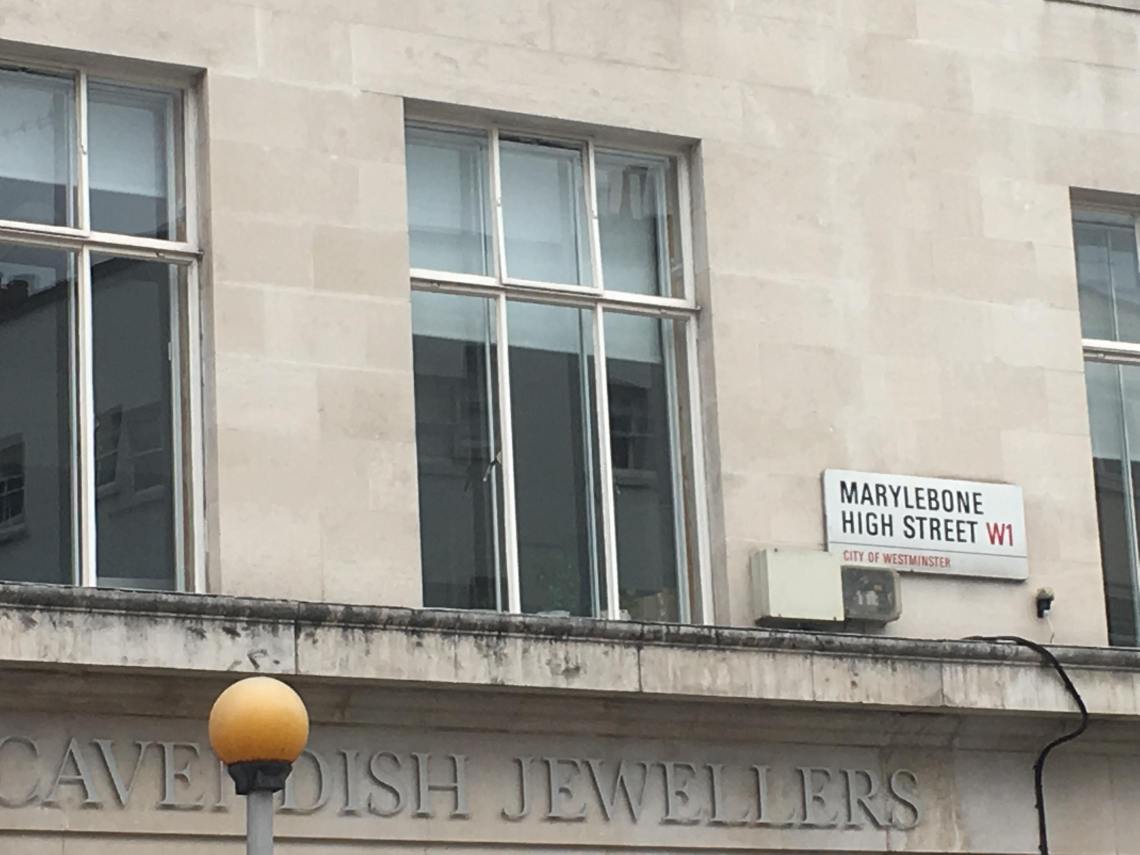 MARYLEBONE
HIGH STREET W1
CITY OF WESTMINSTER
CAVENDISH JEWELLERS